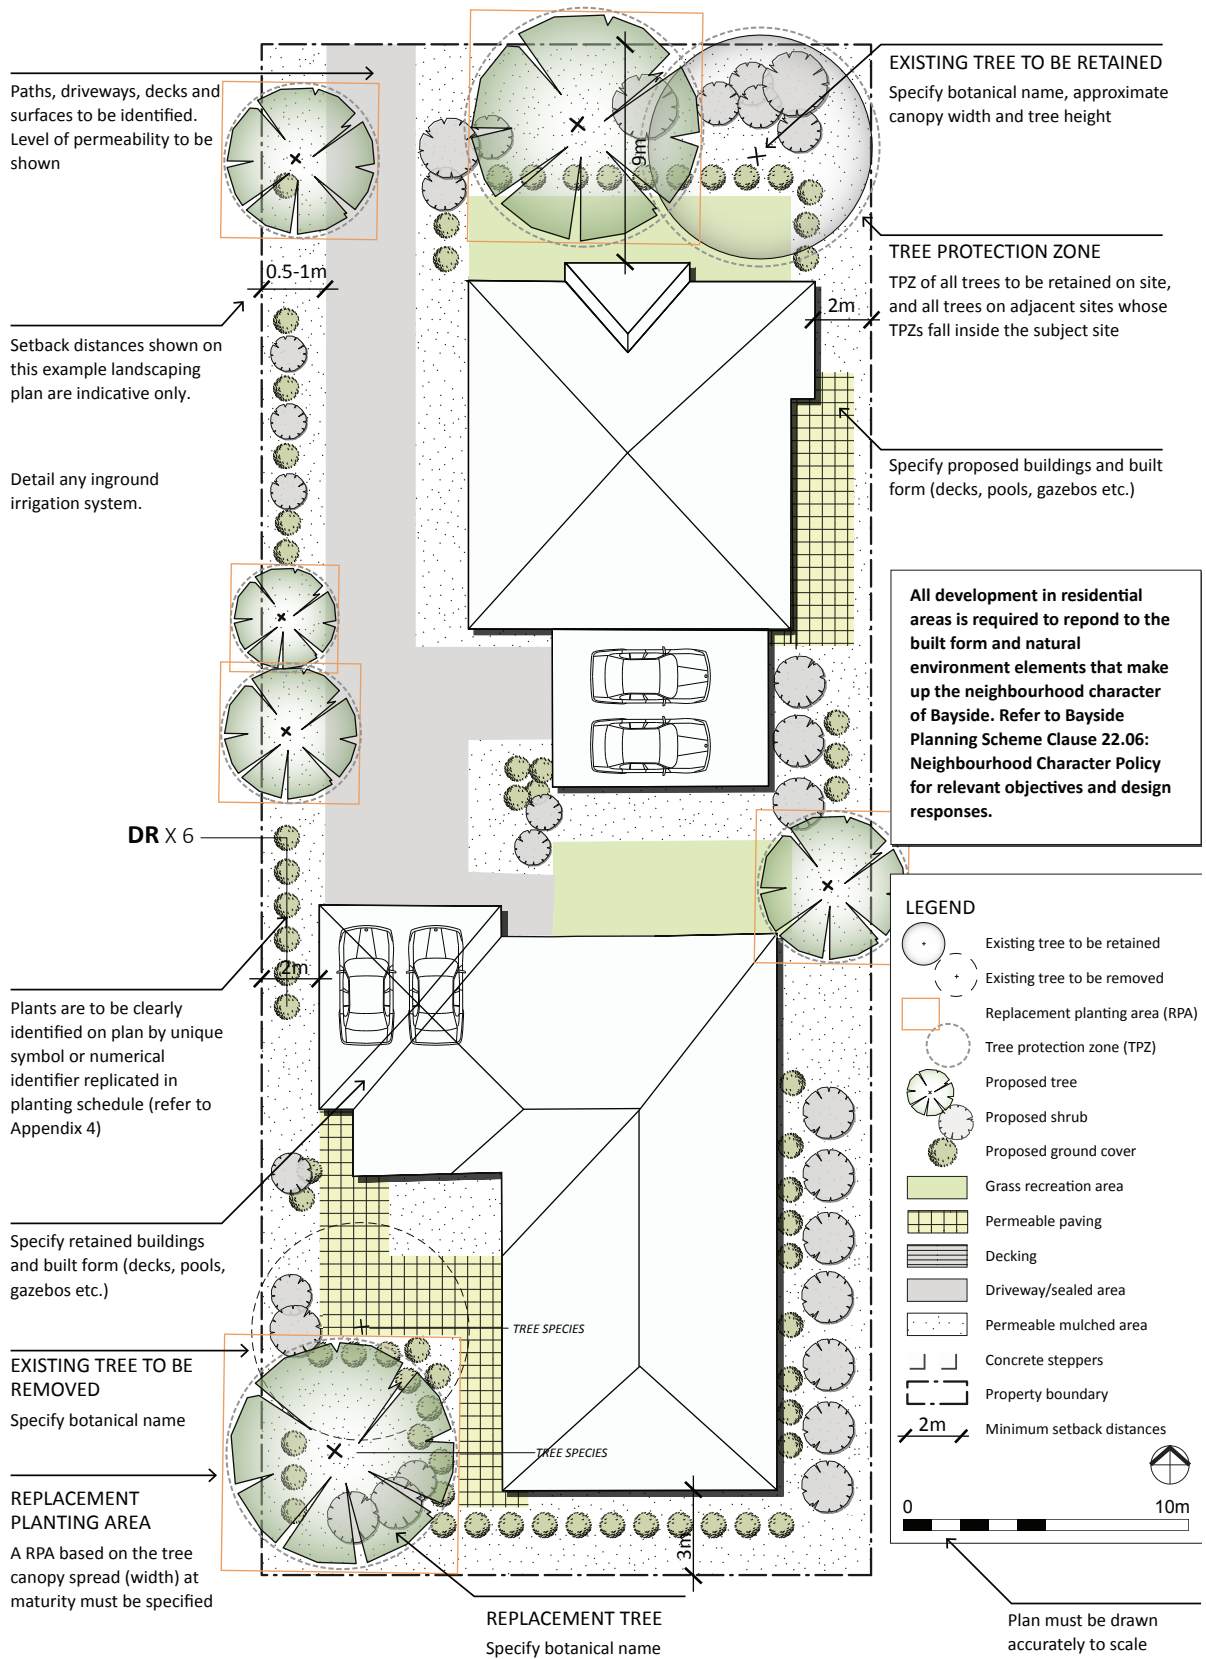 Paths, driveways, decks and
surfaces to be identified.
Level of permeability to be
shown
0.5-1m
Setback distances shown on
this example landscaping
plan are indicative only.
Detail any inground
irrigation system.
DR X 6
2m
Plants are to be clearly
identified on plan by unique
symbol or numerical
identifier replicated in
planting schedule (refer to
Appendix 4)
Specify retained buildings
and built form (decks, pools,
gazebos etc.)
EXISTING TREE TO BE
REMOVED
Specify botanical name
REPLACEMENT
PLANTING AREA
A RPA based on the tree
canopy spread (width) at
maturity must be specified
9m
2m
TREE SPECIES
TREE SPECIES
3m
REPLACEMENT TREE
Specify botanical name
EXISTING TREE TO BE RETAINED
Specify botanical name, approximate
canopy width and tree height
TREE PROTECTION ZONE
TPZ of all trees to be retained on site,
and all trees on adjacent sites whose
TPZs fall inside the subject site
Specify proposed buildings and built
form (decks, pools, gazebos etc.)
All development in residential
areas is required to repond to the
built form and natural
environment elements that make
up the neighbourhood character
of Bayside. Refer to Bayside
Planning Scheme Clause 22.06:
Neighbourhood Character Policy
for relevant objectives and design
responses.
LEGEND
Existing tree to be retained
Existing tree to be removed
Replacement planting area (RPA)
Tree protection zone (TPZ)
Proposed tree
Proposed shrub
Proposed ground cover
Grass recreation area
Permeable paving
Decking
Driveway/sealed area
Permeable mulched area
Concrete steppers
Property boundary
2m Minimum setback distances
0 10m
Plan must be drawn
accurately to scale